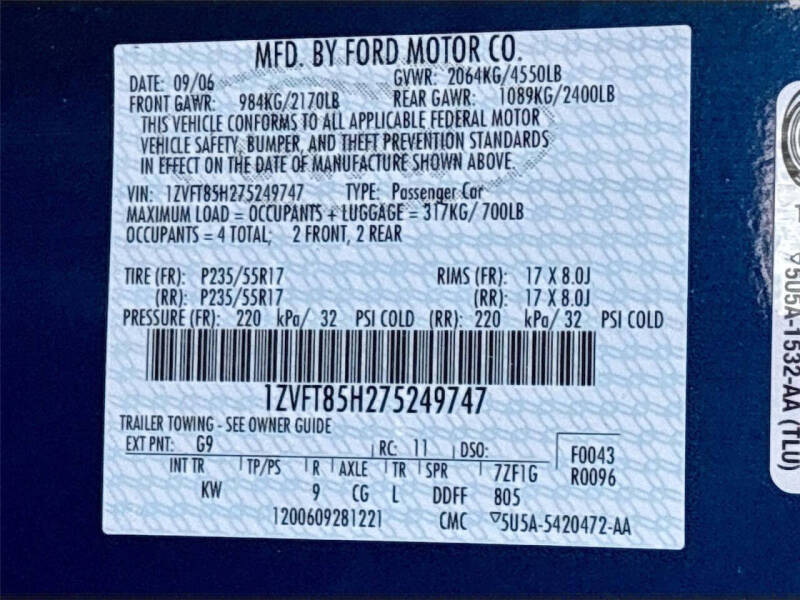 MFD. BY FORD MOTOR CO.
DATE: 09/06 GVWR: 2064KG/4550LB
FRONT GAWR: 984KG/2170LB REAR GAWR: 1089KG/2400LB
THIS VEHICLE CONFORMS TO ALL APPLICABLE FEDERAL MOTOR
VEHICLE SAFETY, BUMPER, AND THEFT PREVENTION STANDARDS
IN EFFECT ON THE DATE OF MANUFACTURE SHOWN ABOVE.
VIN: 1ZVFT85H275249747 TYPE: Passenger Car
MAXIMUM LOAD = OCCUPANTS + LUGGAGE = 317KG/ 700LB
OCCUPANTS = 4 TOTAL; 2 FRONT, 2 REAR
TIRE (FR): P235/55R17 RIMS (FR): 17 X 8.0J
(RR): P235/55R17 (RR): 17 X 8.0J
PRESSURE (FR): 220 kPa/ 32 PSI COLD (RR): 220 kPa/ 32 PSI COLD
1ZVFT85H275249747
TRAILER TOWING - SEE OWNER GUIDE
EXT PNT: G9 RC: 11 DSO: F0043
INT TR TP/PS R AXLE TR SPR 7ZF1G R0096
KW 9 CG L DDFF 805
1200609281221 CMC ▽5U5A-5420472-AA
▽5U5A-1532-AA (TLU)